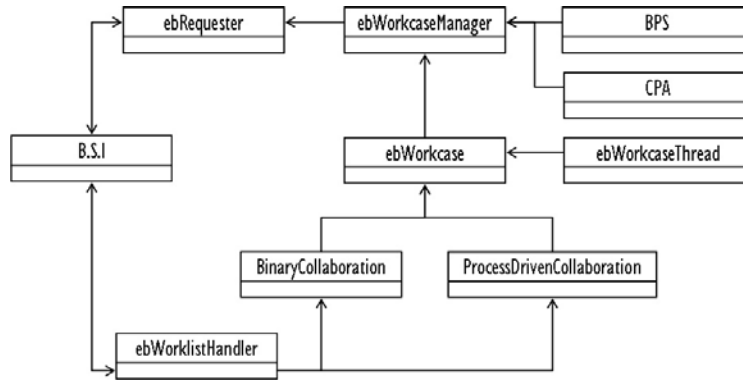 ebRequester
ebWorkcaseManager
BPS
CPA
B.S.I
ebWorkcase
ebWorkcaseThread
BinaryCollaboration
ProcessDrivenCollaboration
ebWorklistHandler